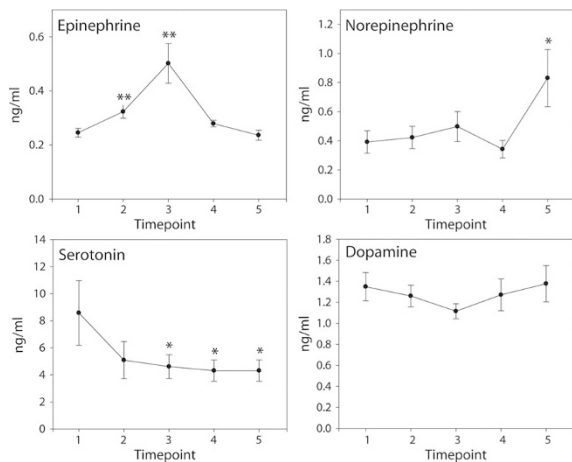 Epinephrine
**
**
ng/ml
0.6
0.4
0.2
0.0
1 2 3 4 5
Timepoint
Norepinephrine
*
ng/ml
1.2
1.0
0.8
0.6
0.4
0.2
0.0
1 2 3 4 5
Timepoint
Serotonin
* * *
ng/ml
14
12
10
8
6
4
2
0
1 2 3 4 5
Timepoint
Dopamine
ng/ml
1.8
1.6
1.4
1.2
1.0
0.8
0.6
0.4
0.2
0.0
1 2 3 4 5
Timepoint